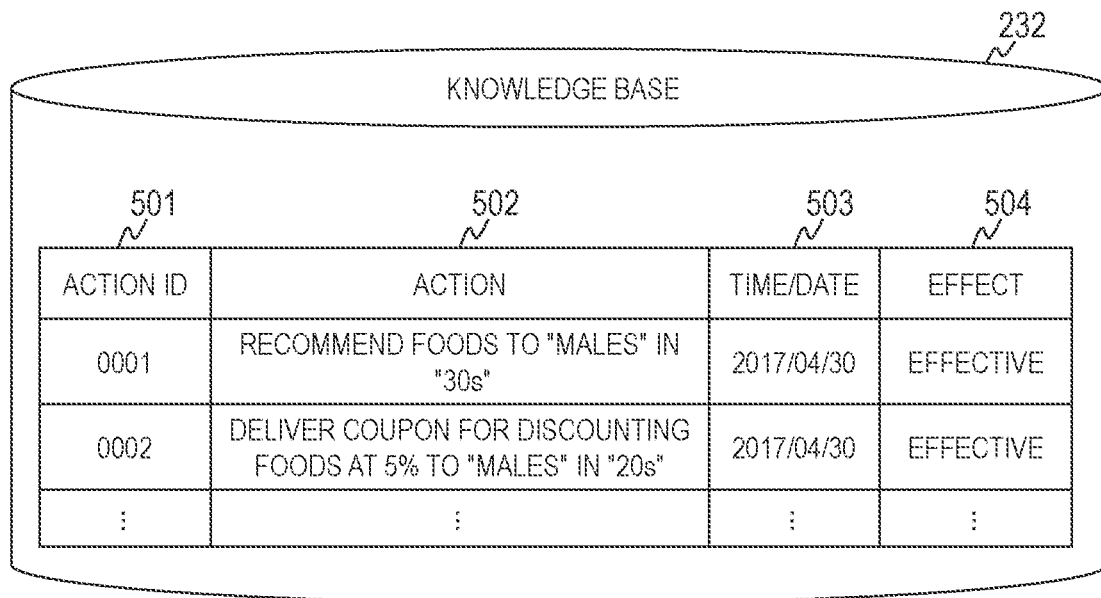 232
KNOWLEDGE BASE
501
502
503
504
ACTION ID
ACTION
TIME/DATE
EFFECT
0001
RECOMMEND FOODS TO "MALES" IN
"30s"
2017/04/30
EFFECTIVE
0002
DELIVER COUPON FOR DISCOUNTING
FOODS AT 5% TO "MALES" IN "20s"
2017/04/30
EFFECTIVE
⋮
⋮
⋮
⋮